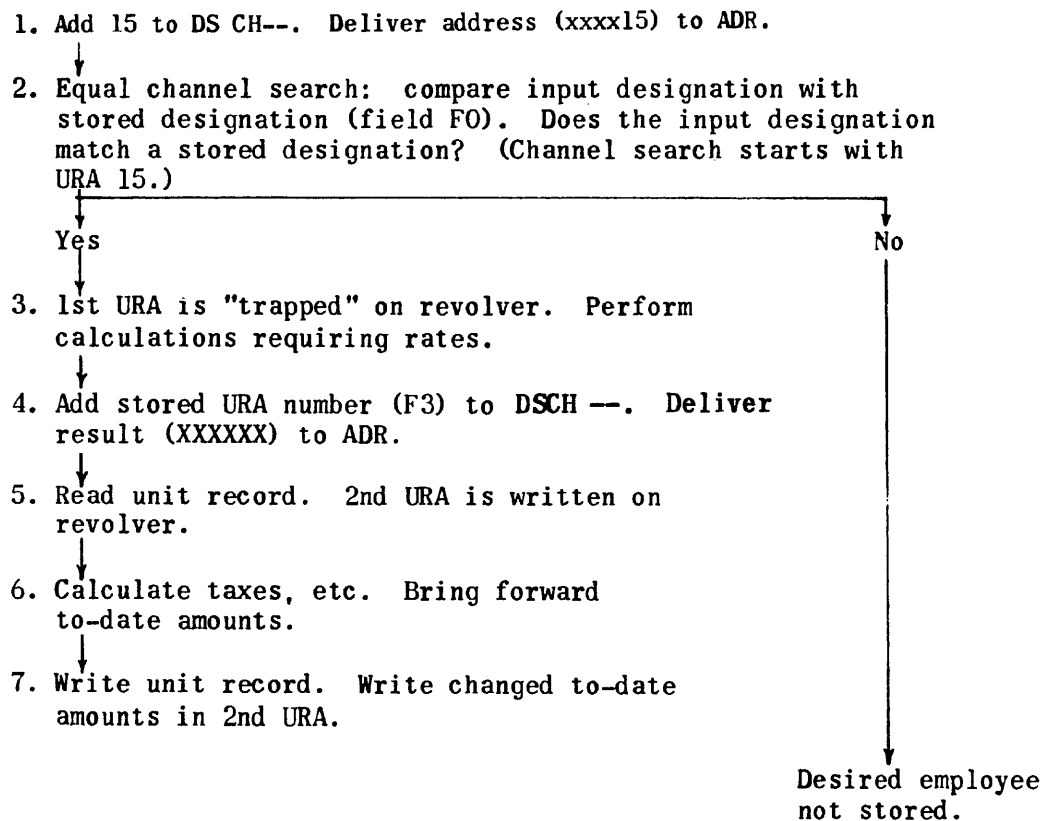 1. Add 15 to DS CH--. Deliver address (xxxx15) to ADR.
2. Equal channel search: compare input designation with
stored designation (field F0). Does the input designation
match a stored designation? (Channel search starts with
URA 15.)
Yes
No
3. 1st URA is "trapped" on revolver. Perform
calculations requiring rates.
4. Add stored URA number (F3) to DSCH --. Deliver
result (XXXXXX) to ADR.
5. Read unit record. 2nd URA is written on
revolver.
6. Calculate taxes, etc. Bring forward
to-date amounts.
7. Write unit record. Write changed to-date
amounts in 2nd URA.
Desired employee
not stored.